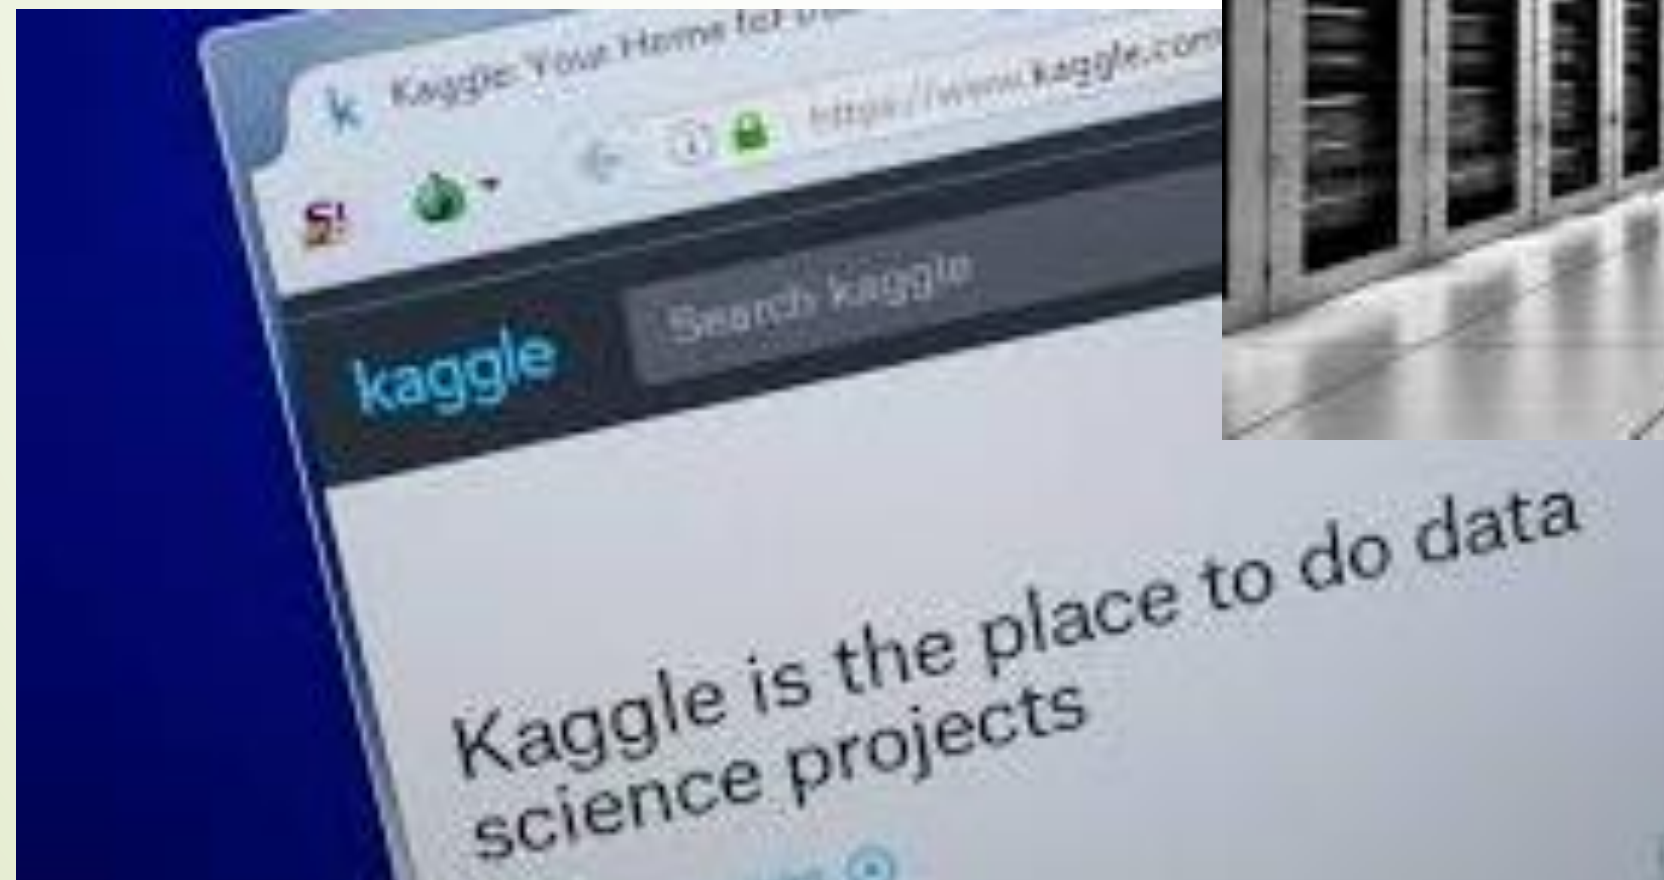 k Kaggle: Your Home for
https://www.kaggle.com
S!
kaggle
Search kaggle
Kaggle is the place to do data
science projects